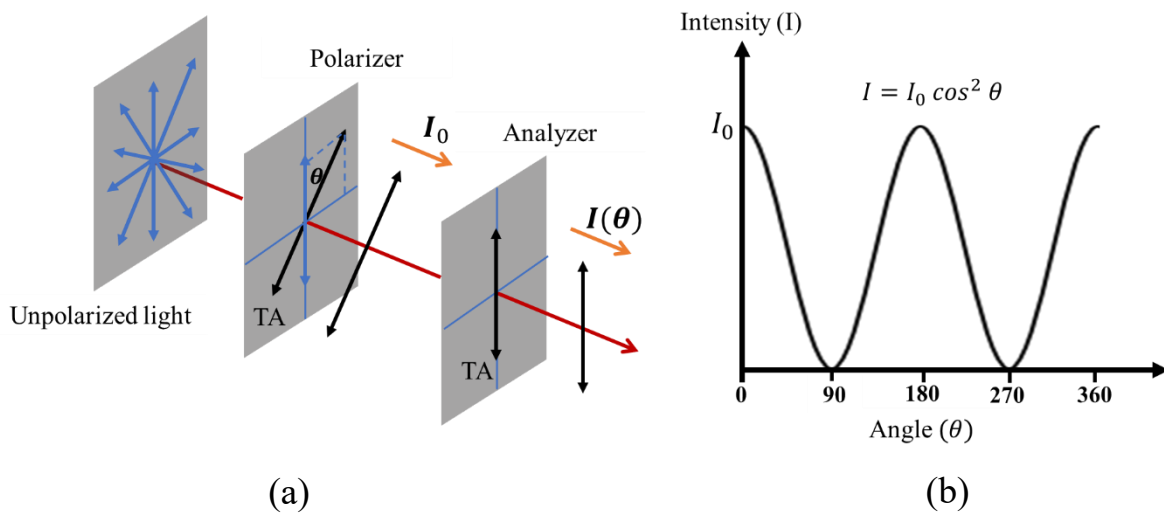 Unpolarized light
Polarizer
θ
TA
I₀
Analyzer
TA
I(θ)
(a)
Intensity (I)
I = I₀ cos² θ
I₀
0 90 180 270 360
Angle (θ)
(b)